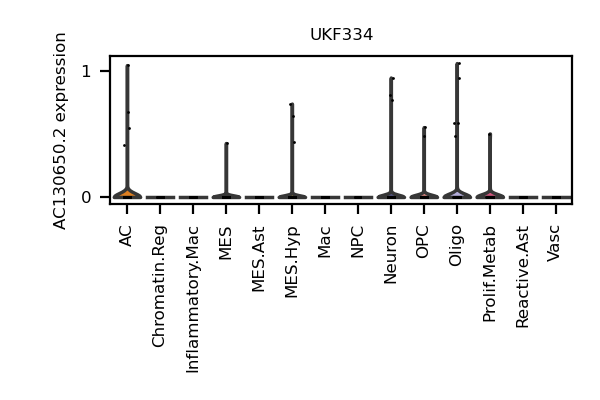 UKF334
AC130650.2 expression
1
0
AC
Chromatin.Reg
Inflammatory.Mac
MES
MES.Ast
MES.Hyp
Mac
NPC
Neuron
OPC
Oligo
Prolif.Metab
Reactive.Ast
Vasc